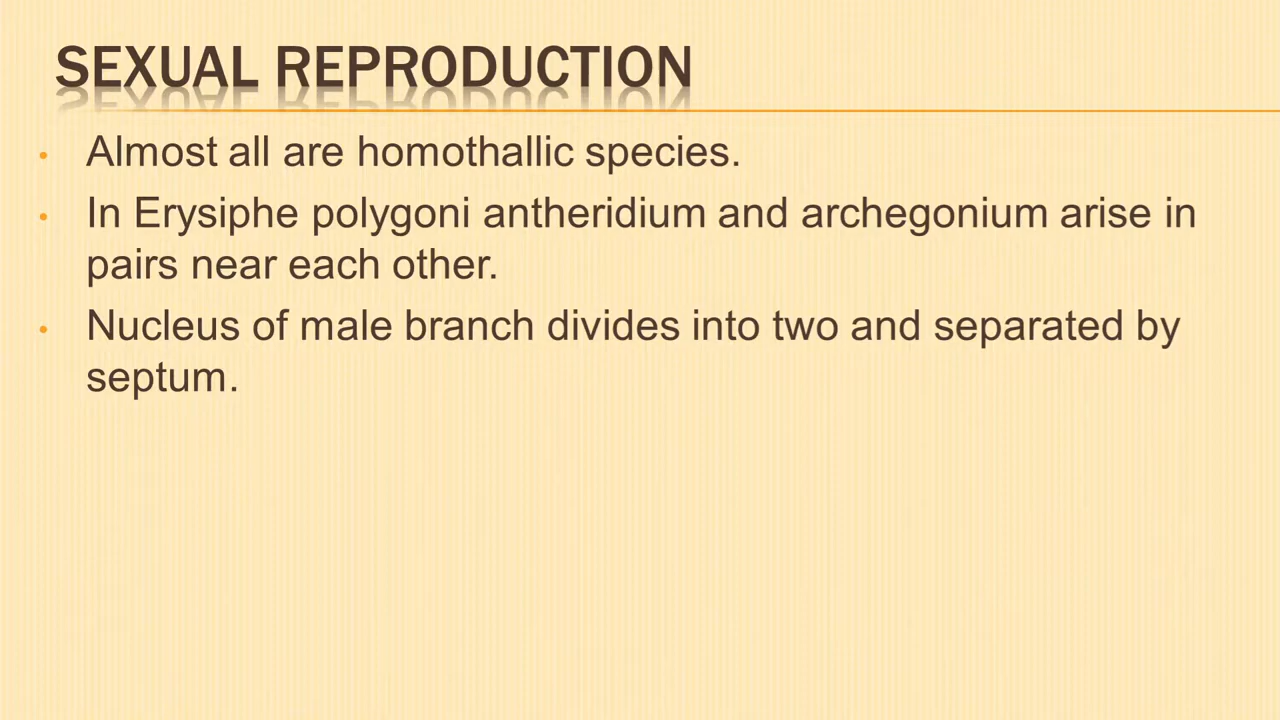 SEXUAL REPRODUCTION
• Almost all are homothallic species.
• In Erysiphe polygoni antheridium and archegonium arise in
pairs near each other.
• Nucleus of male branch divides into two and separated by
septum.